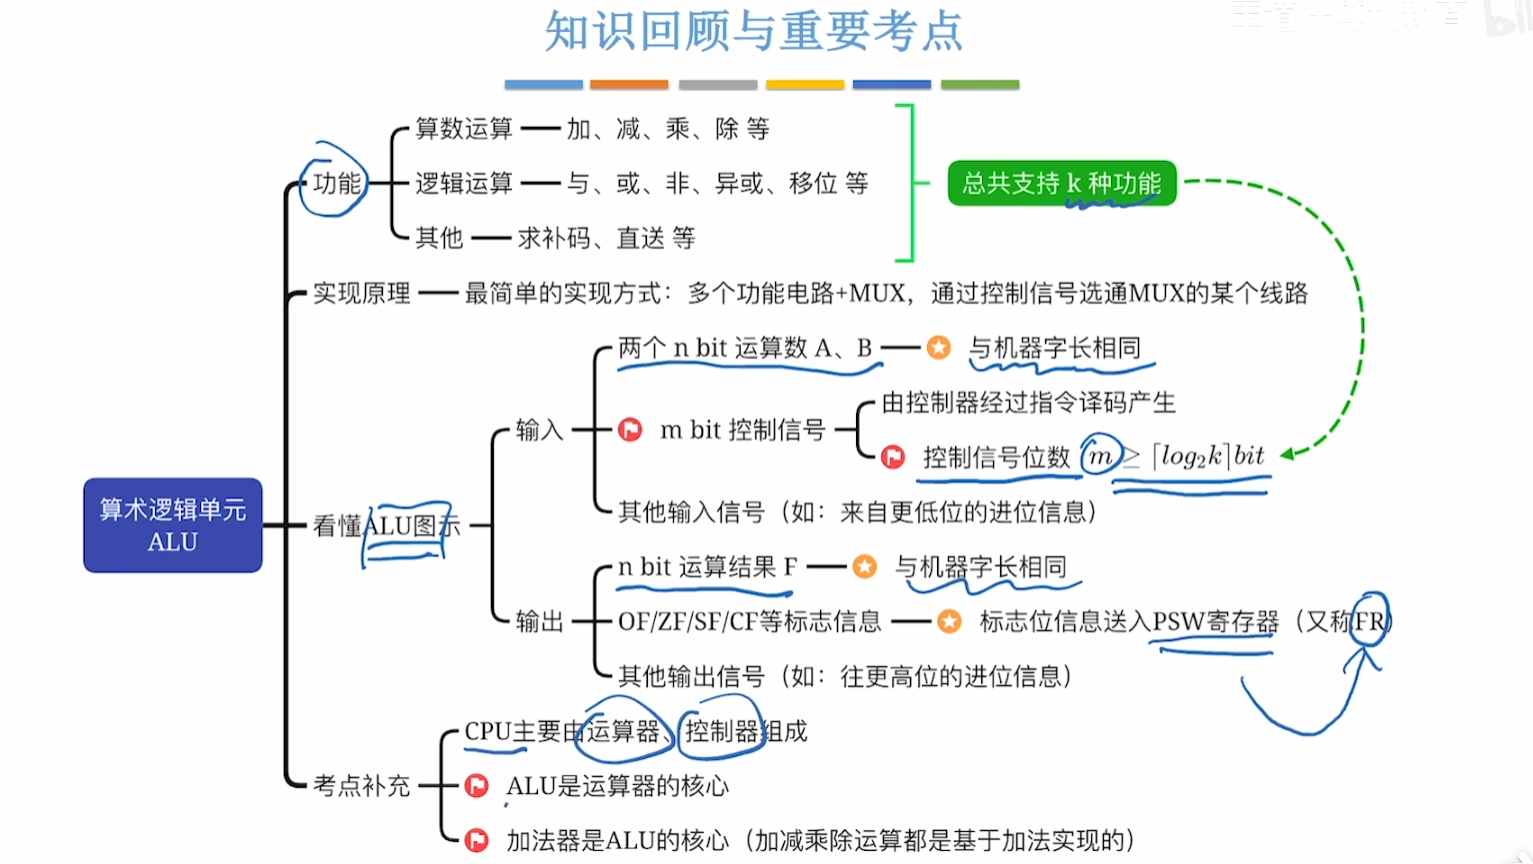 知识回顾与重要考点
算术逻辑单元
ALU
功能
算数运算 加、减、乘、除 等
逻辑运算 与、或、非、异或、移位 等
其他 求补码、直送 等
总共支持 k 种功能
实现原理 最简单的实现方式：多个功能电路+MUX，通过控制信号选通MUX的某个线路
看懂ALU图示
输入
两个 n bit 运算数 A、B 与机器字长相同
m bit 控制信号
由控制器经过指令译码产生
控制信号位数 m ≥ ⌈log₂k⌉bit
其他输入信号（如：来自更低位的进位信息）
输出
n bit 运算结果 F 与机器字长相同
OF/ZF/SF/CF等标志信息 标志位信息送入PSW寄存器（又称FR）
其他输出信号（如：往更高位的进位信息）
考点补充
CPU主要由运算器、控制器组成
ALU是运算器的核心
加法器是ALU的核心（加减乘除运算都是基于加法实现的）